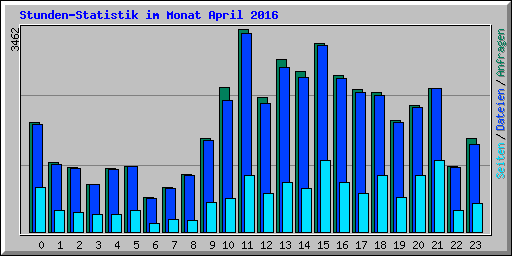 Stunden-Statistik im Monat April 2016
3462
Seiten / Dateien / Anfragen
0 1 2 3 4 5 6 7 8 9 10 11 12 13 14 15 16 17 18 19 20 21 22 23